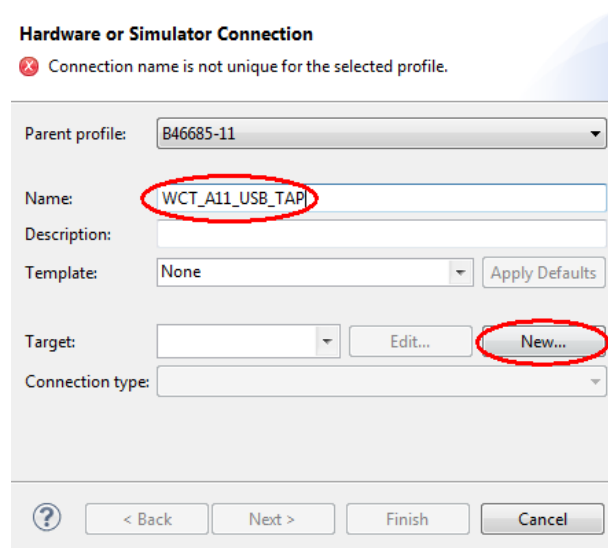 Hardware or Simulator Connection
Connection name is not unique for the selected profile.
Parent profile: B46685-11
Name: WCT_A11_USB_TAP
Description:
Template: None Apply Defaults
Target: Edit... New...
Connection type:
? < Back Next > Finish Cancel